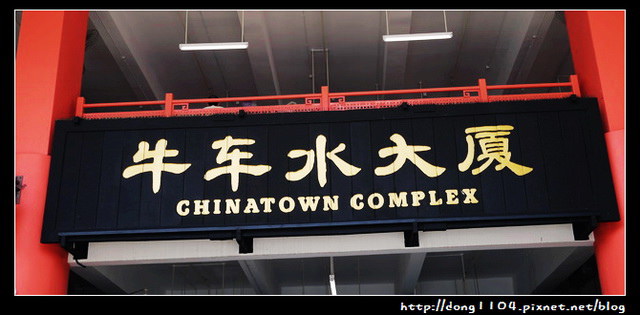 牛车水大厦
CHINATOWN COMPLEX
http://dong1104.pixnet.net/blog